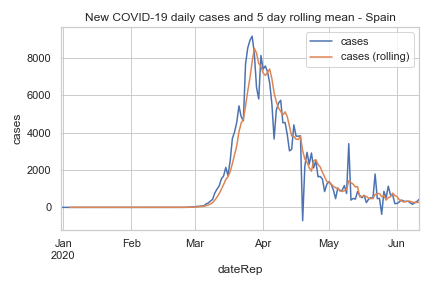 New COVID-19 daily cases and 5 day rolling mean - Spain
cases
cases (rolling)
8000
6000
4000
2000
0
cases
Jan Feb Mar Apr May Jun
2020
dateRep